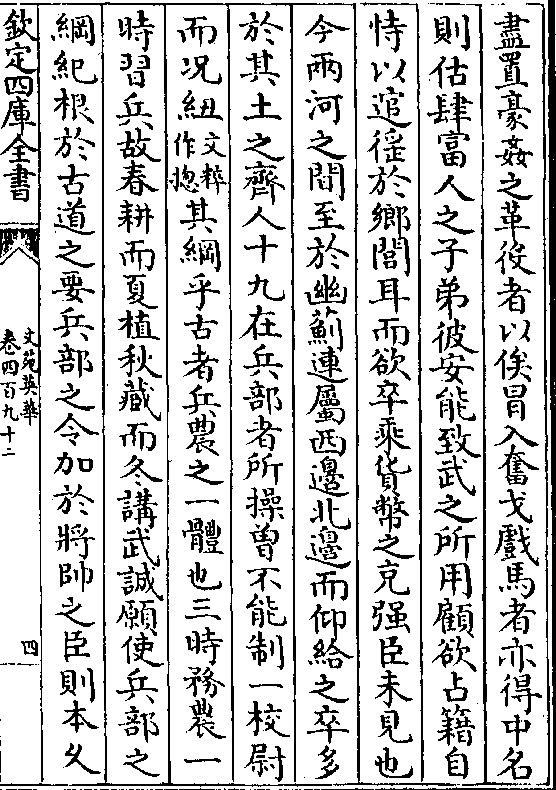 盡置豪姦之革役者以俟冒入奮戈戲馬者亦得中名
則估肆富人之子弟彼安能致武之所用顧欲占籍自
恃以逭徭於鄉閭耳而欲卒乘貨幣之克强臣未見也
今兩河之間至於幽薊連屬西邊北邊而仰給之卒多
於其土之齊人十九在兵部者所操曽不能制一校尉
而况紐文粹作揔其綱乎古者兵農之一體也三時務農一
時習兵故春耕而夏植秋藏而冬講武誠願使兵部之
綱紀根於古道之要兵部之令加於將帥之臣則本乆
欽定四庫全書
文苑英華
卷四百九十二
四